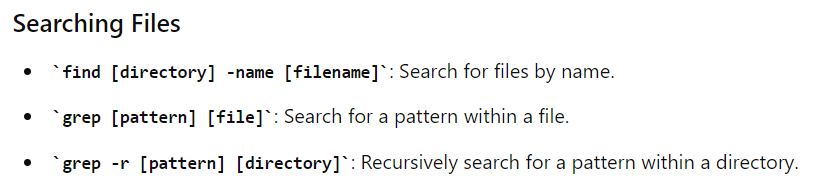 Searching Files
• `find [directory] -name [filename]`: Search for files by name.
• `grep [pattern] [file]`: Search for a pattern within a file.
• `grep -r [pattern] [directory]`: Recursively search for a pattern within a directory.